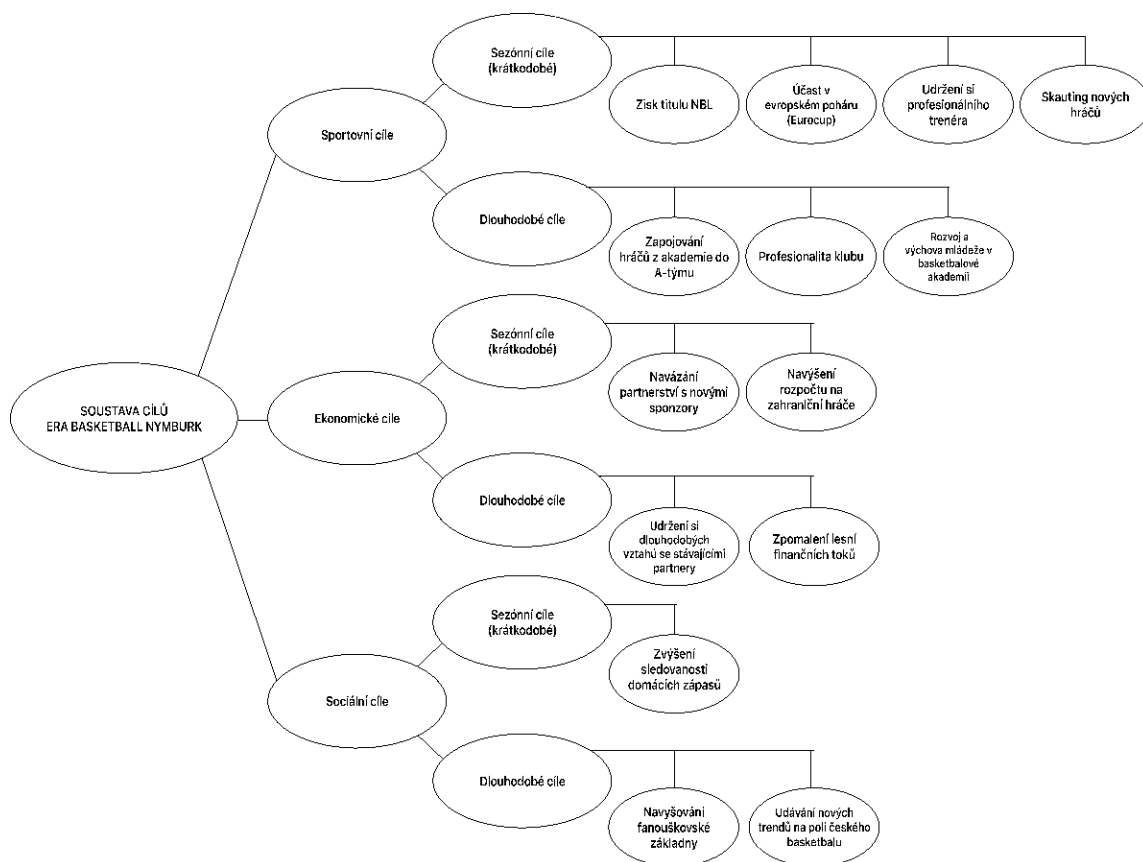 Sezónní cíle
(krátkodobé)
Zisk titulu NBL
Účast v
evropském poháru
(Eurocup)
Udržení si
profesionálního
trenéra
Skauting nových
hráčů
Sportovní cíle
Dlouhodobé cíle
Zapojování
hráčů z akademie do
A-týmu
Profesionalita klubu
Rozvoj a
výchova mládeže v
basketbalové
akademii
SOUSTAVA CÍLŮ
ERA BASKETBALL NYMBURK
Ekonomické cíle
Sezónní cíle
(krátkodobé)
Navázání
partnerství s novými
sponzory
Navýšení
rozpočtu na
zahraniční hráče
Dlouhodobé cíle
Udržení si
dlouhodobých
vztahů se stávajícími
partnery
Zpomalení lesní
finančních toků
Sociální cíle
Sezónní cíle
(krátkodobé)
Zvýšení
sledovanosti
domácích zápasů
Dlouhodobé cíle
Navyšování
fanouškovské
základny
Udávání nových
trendů na poli českého
basketbalu